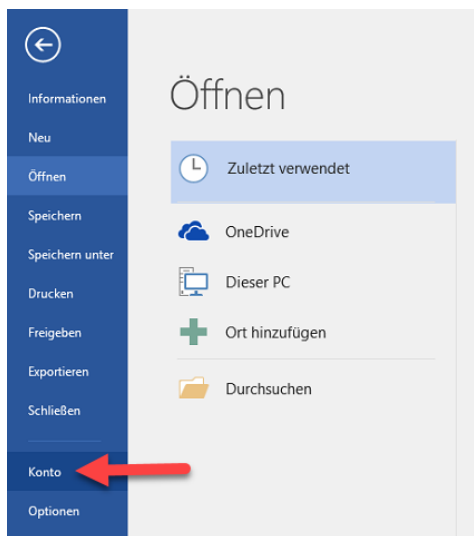 Informationen
Neu
Öffnen
Speichern
Speichern unter
Drucken
Freigeben
Exportieren
Schließen
Konto
Optionen
Öffnen
Zuletzt verwendet
OneDrive
Dieser PC
Ort hinzufügen
Durchsuchen